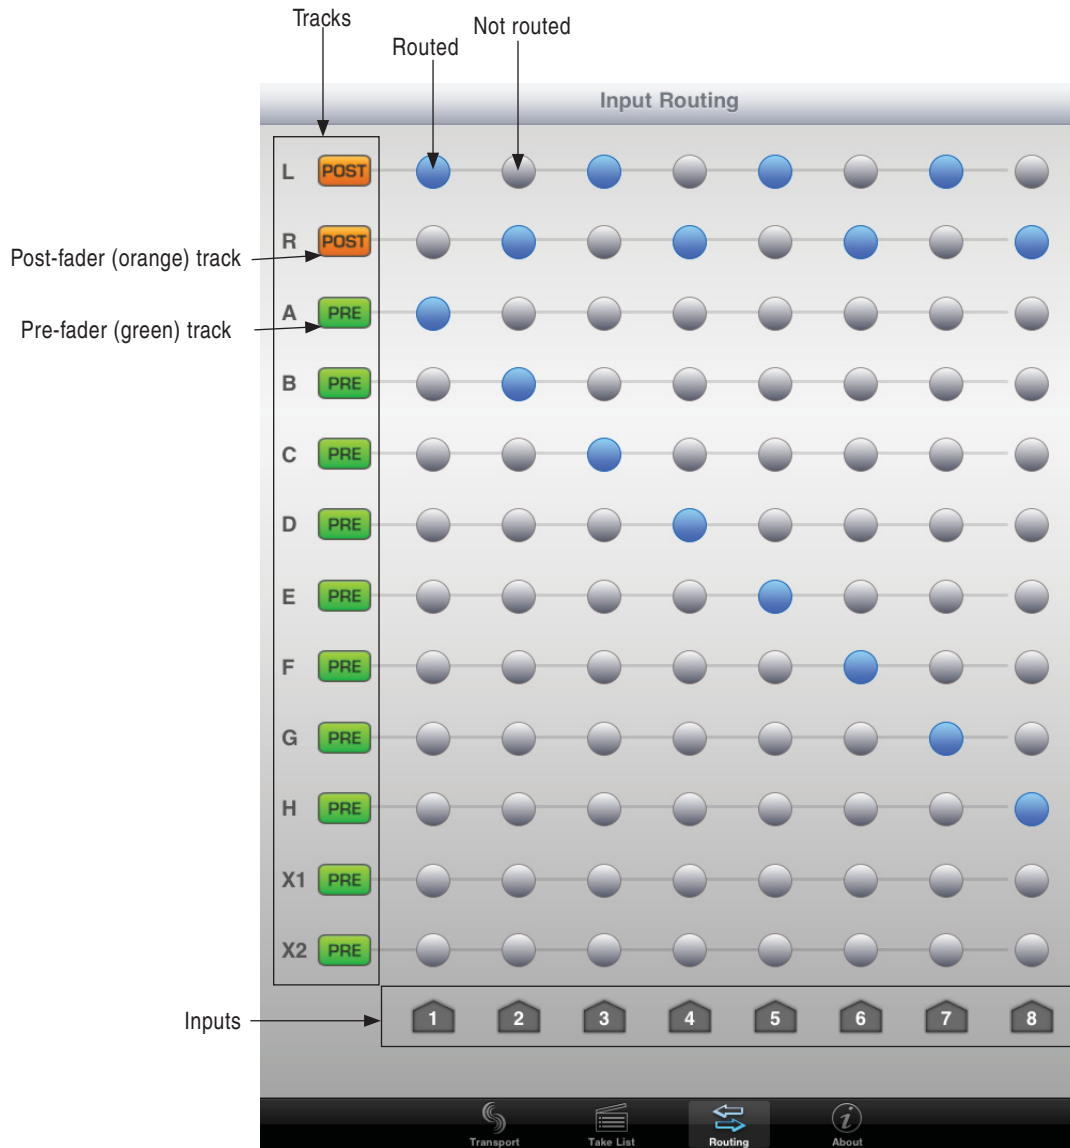 Tracks
Routed
Not routed
Input Routing
L POST
R POST
Post-fader (orange) track
A PRE
Pre-fader (green) track
B PRE
C PRE
D PRE
E PRE
F PRE
G PRE
H PRE
X1 PRE
X2 PRE
Inputs
1 2 3 4 5 6 7 8
Transport Take List Routing About